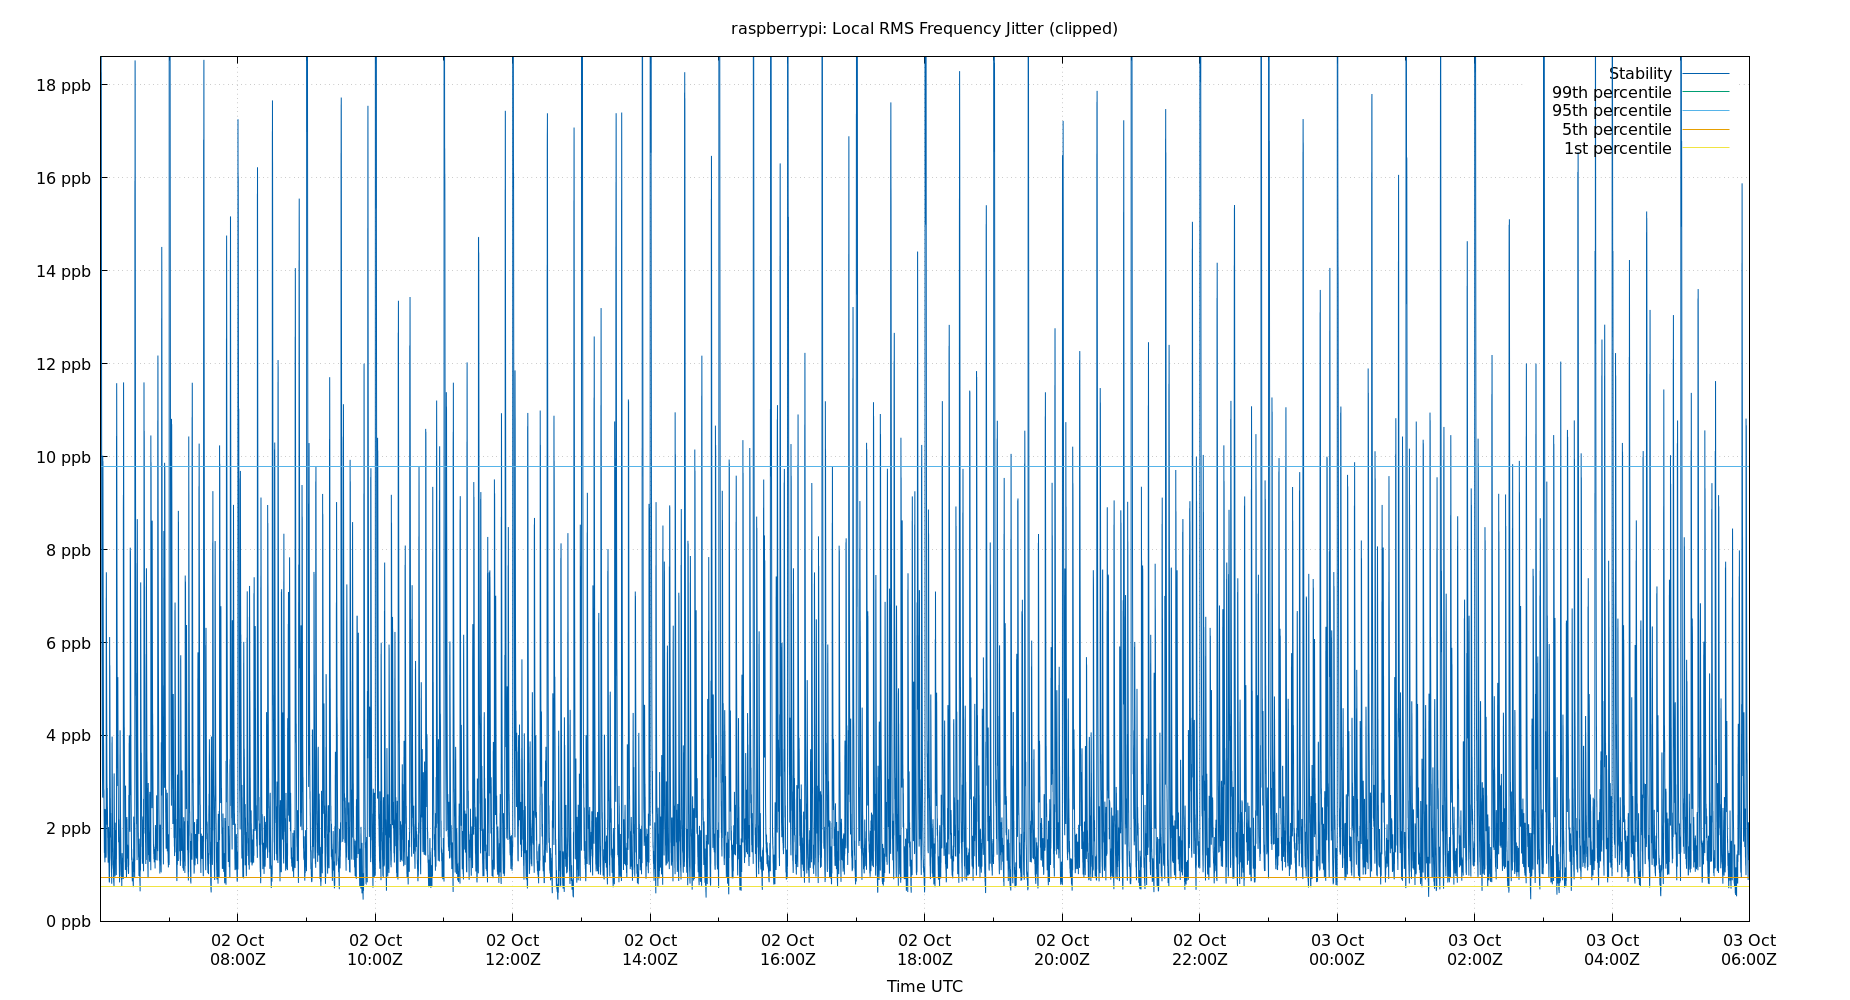 raspberrypi: Local RMS Frequency Jitter (clipped)
Stability
99th percentile
95th percentile
5th percentile
1st percentile
18 ppb
16 ppb
14 ppb
12 ppb
10 ppb
8 ppb
6 ppb
4 ppb
2 ppb
0 ppb
02 Oct 02 Oct 02 Oct 02 Oct 02 Oct 02 Oct 02 Oct 02 Oct 03 Oct 03 Oct 03 Oct 03 Oct
08:00Z 10:00Z 12:00Z 14:00Z 16:00Z 18:00Z 20:00Z 22:00Z 00:00Z 02:00Z 04:00Z 06:00Z
Time UTC